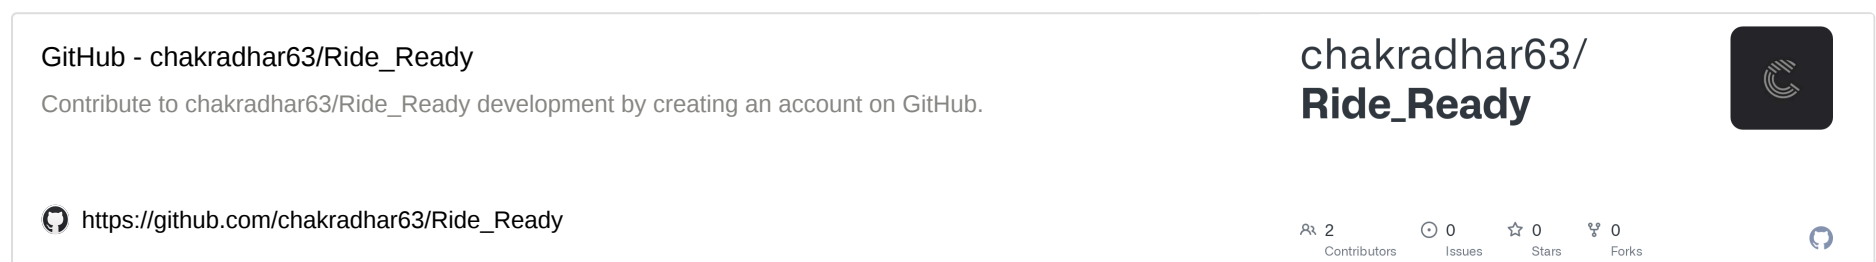 GitHub - chakradhar63/Ride_Ready
Contribute to chakradhar63/Ride_Ready development by creating an account on GitHub.
https://github.com/chakradhar63/Ride_Ready
chakradhar63/
Ride_Ready
2 0 0 0
Contributors Issues Stars Forks